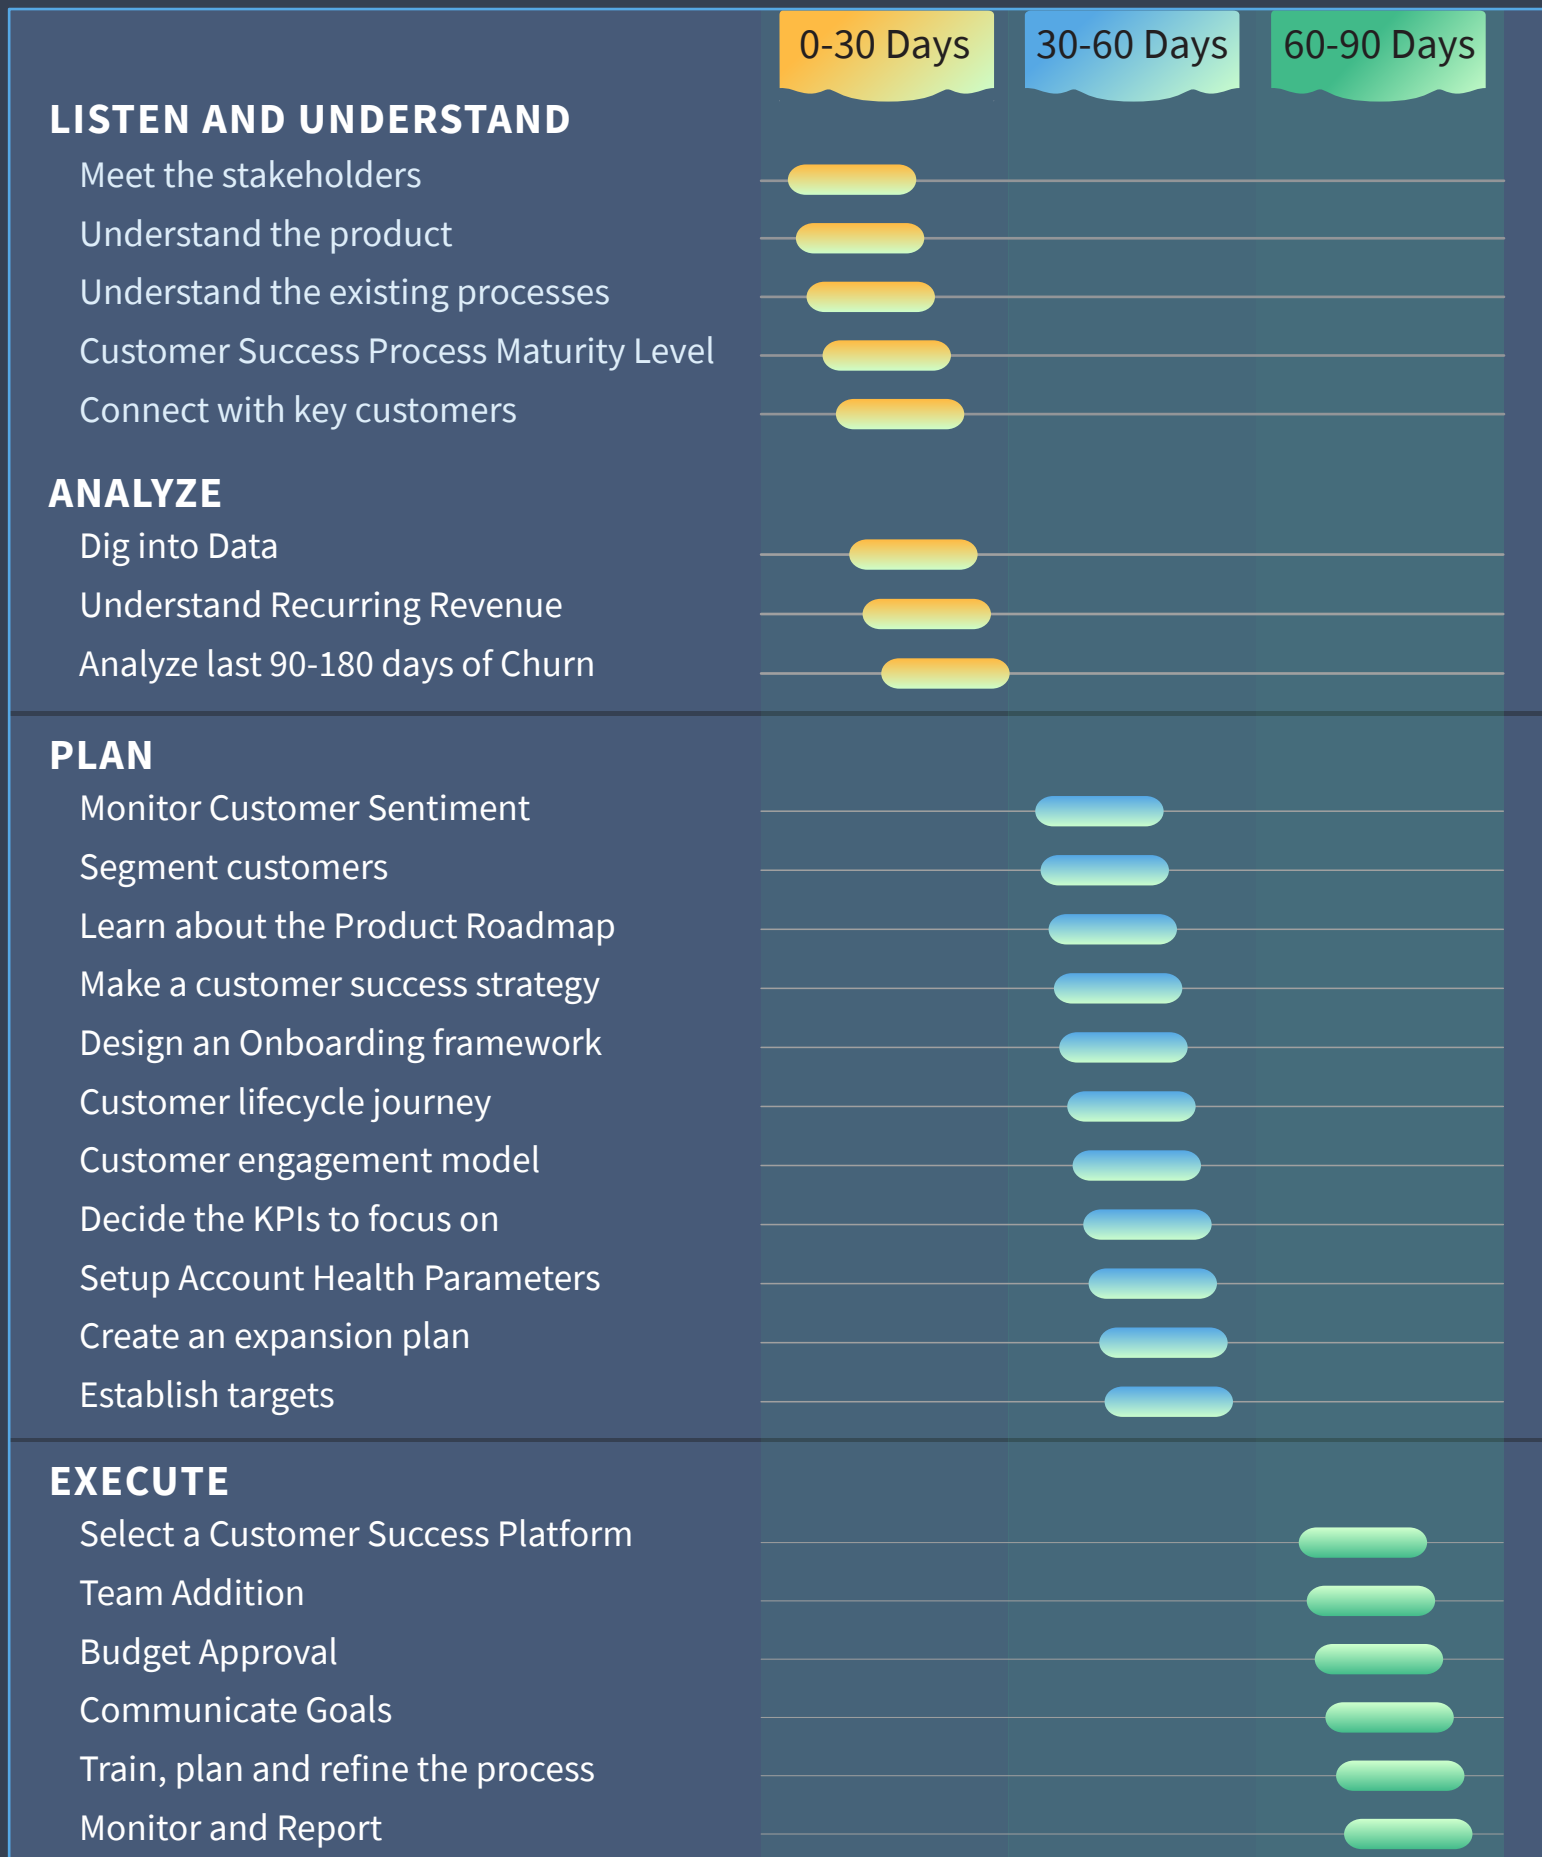 0-30 Days
30-60 Days
60-90 Days
LISTEN AND UNDERSTAND
Meet the stakeholders
Understand the product
Understand the existing processes
Customer Success Process Maturity Level
Connect with key customers
ANALYZE
Dig into Data
Understand Recurring Revenue
Analyze last 90-180 days of Churn
PLAN
Monitor Customer Sentiment
Segment customers
Learn about the Product Roadmap
Make a customer success strategy
Design an Onboarding framework
Customer lifecycle journey
Customer engagement model
Decide the KPIs to focus on
Setup Account Health Parameters
Create an expansion plan
Establish targets
EXECUTE
Select a Customer Success Platform
Team Addition
Budget Approval
Communicate Goals
Train, plan and refine the process
Monitor and Report